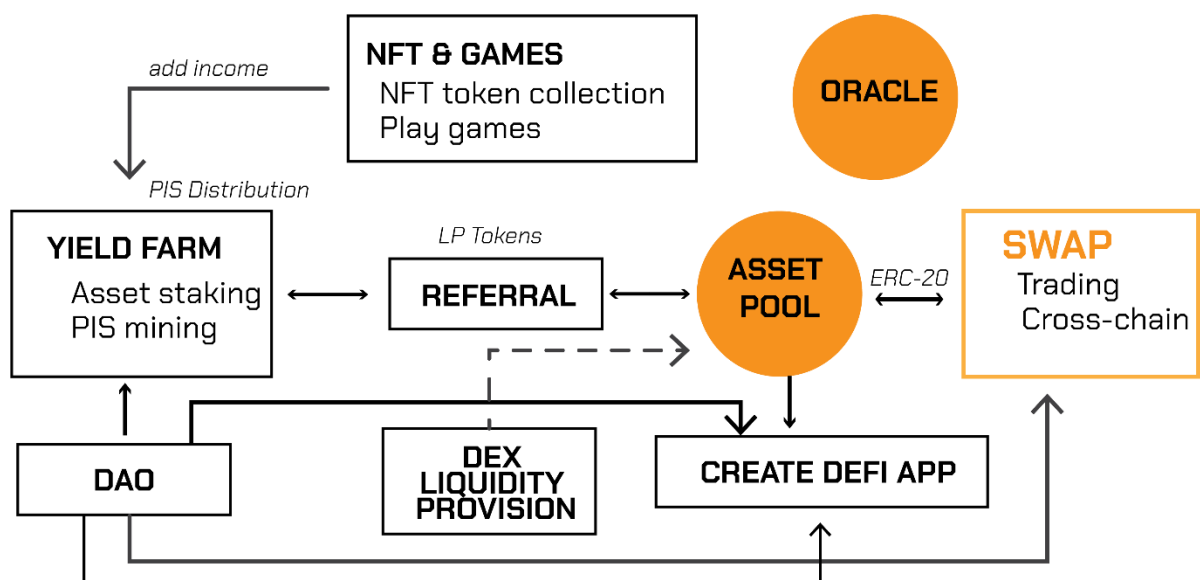 add income
NFT & GAMES
NFT token collection
Play games
ORACLE
PIS Distribution
YIELD FARM
Asset staking
PIS mining
LP Tokens
REFERRAL
ASSET
POOL
ERC-20
SWAP
Trading
Cross-chain
DAO
DEX
LIQUIDITY
PROVISION
CREATE DEFI APP